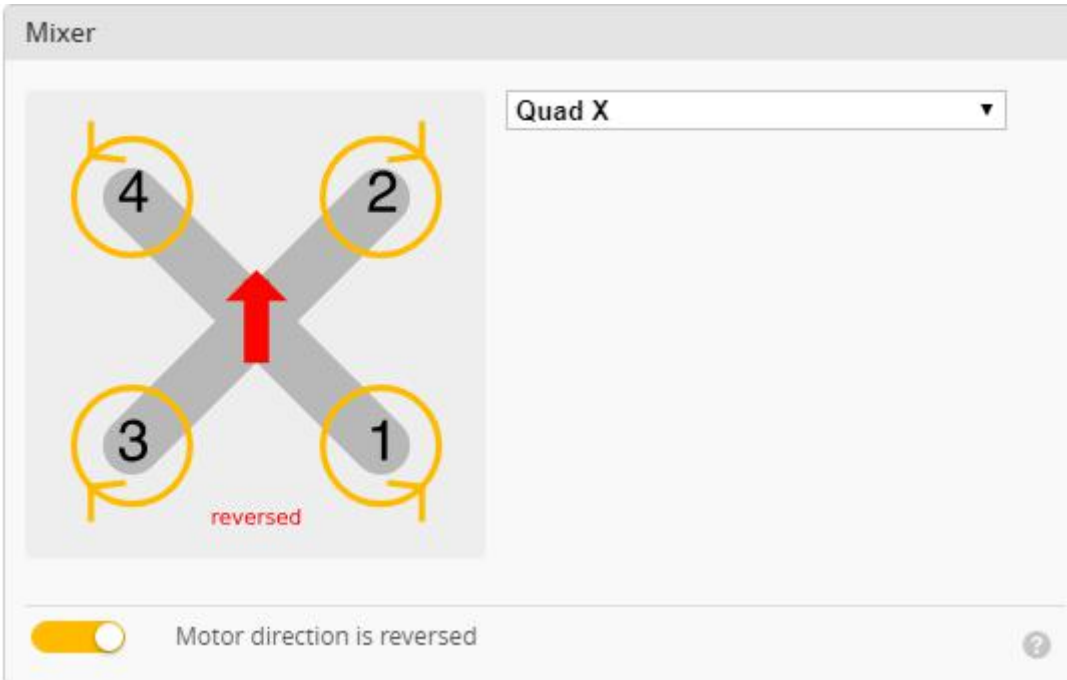 Mixer
Quad X
4 2
3 1
reversed
Motor direction is reversed
?